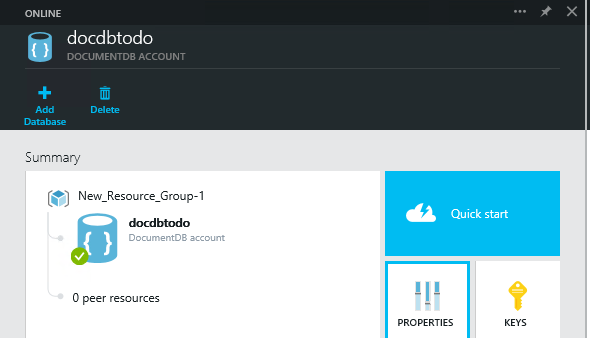 ONLINE
docdbtodo
DOCUMENTDB ACCOUNT
Add
Database
Delete
Summary
New_Resource_Group-1
docdbtodo
DocumentDB account
0 peer resources
Quick start
PROPERTIES
KEYS